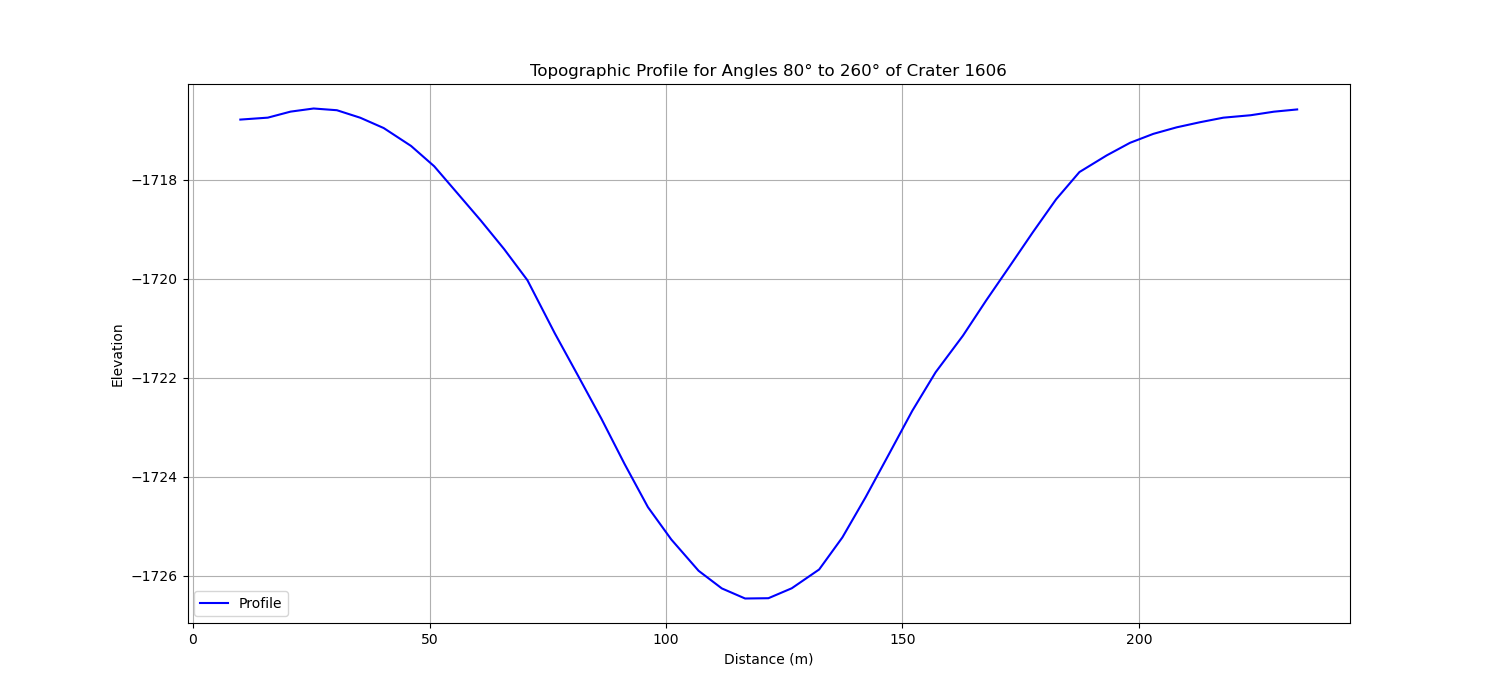 Topographic Profile for Angles 80° to 260° of Crater 1606
−1718
−1720
−1722
−1724
−1726
Elevation
Profile
0 50 100 150 200
Distance (m)